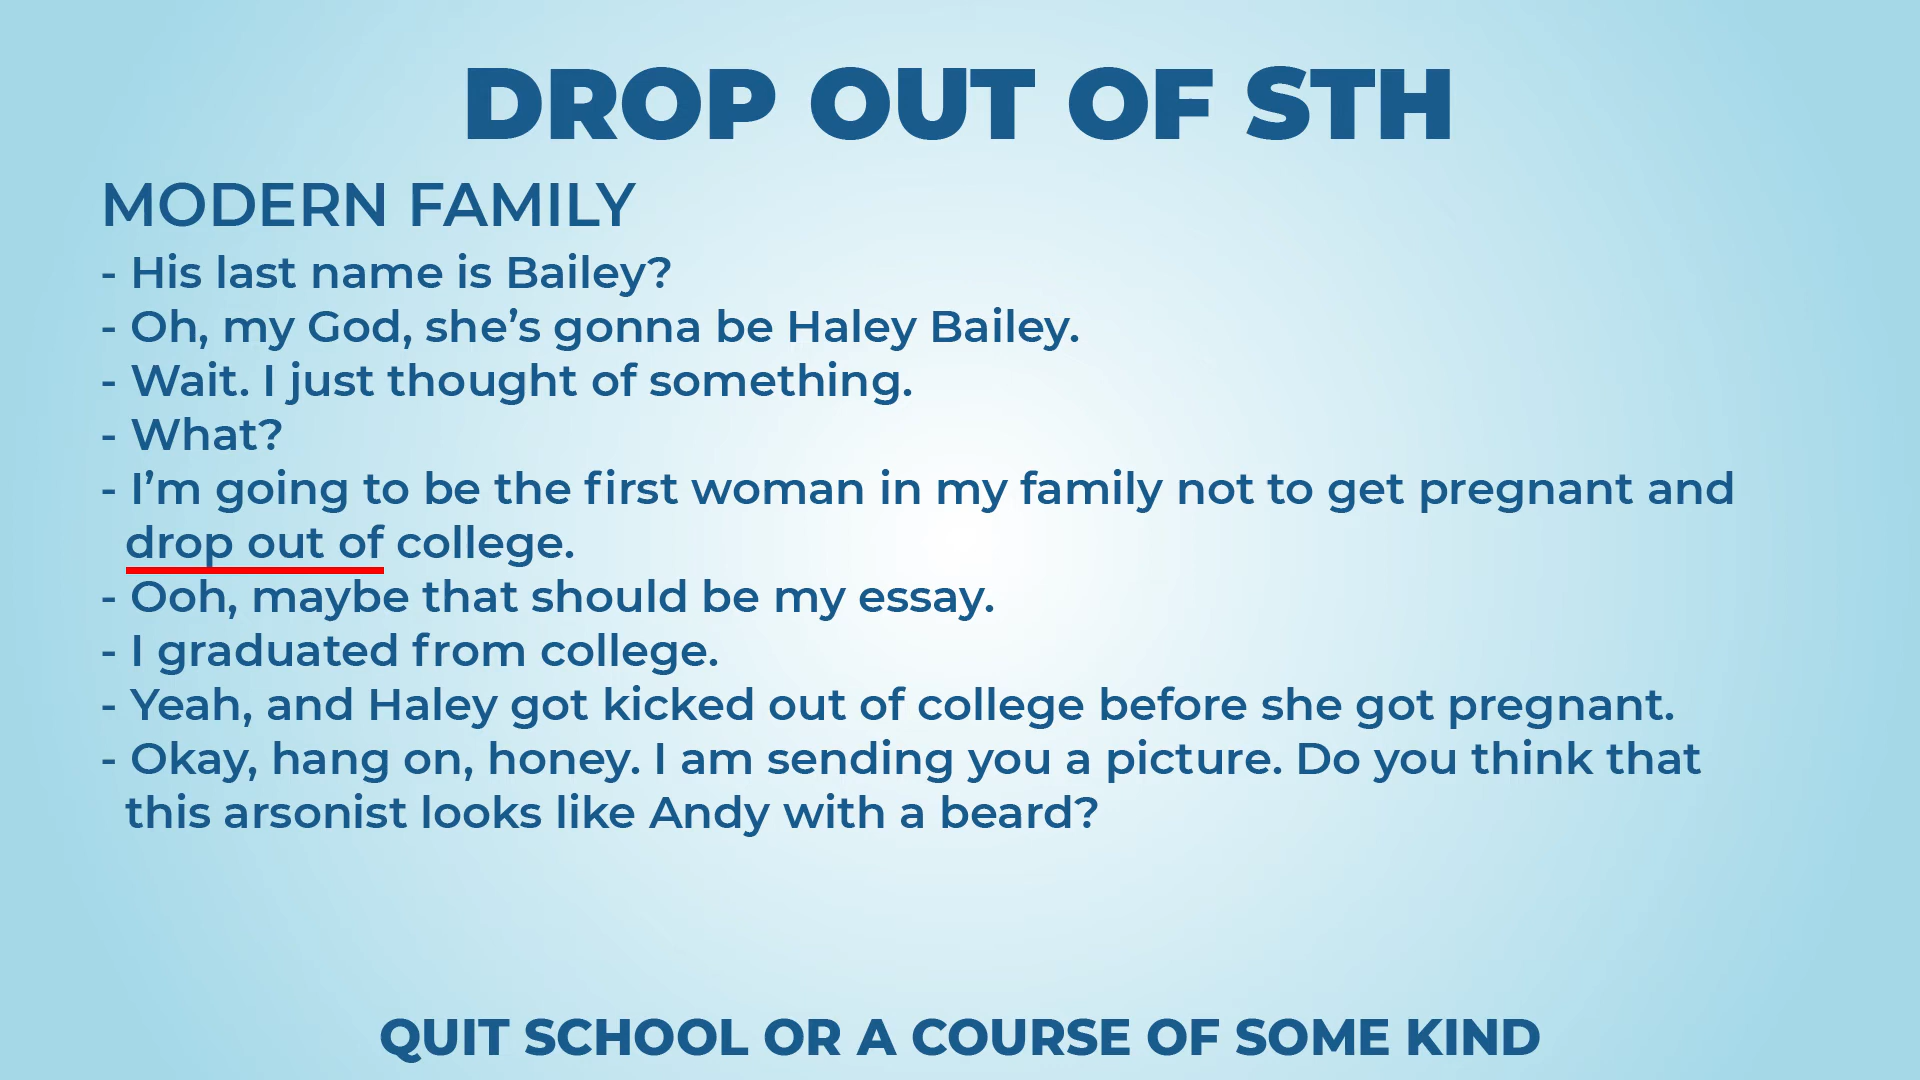 DROP OUT OF STH
MODERN FAMILY
- His last name is Bailey?
- Oh, my God, she’s gonna be Haley Bailey.
- Wait. I just thought of something.
- What?
- I’m going to be the first woman in my family not to get pregnant and
drop out of college.
- Ooh, maybe that should be my essay.
- I graduated from college.
- Yeah, and Haley got kicked out of college before she got pregnant.
- Okay, hang on, honey. I am sending you a picture. Do you think that
this arsonist looks like Andy with a beard?
QUIT SCHOOL OR A COURSE OF SOME KIND